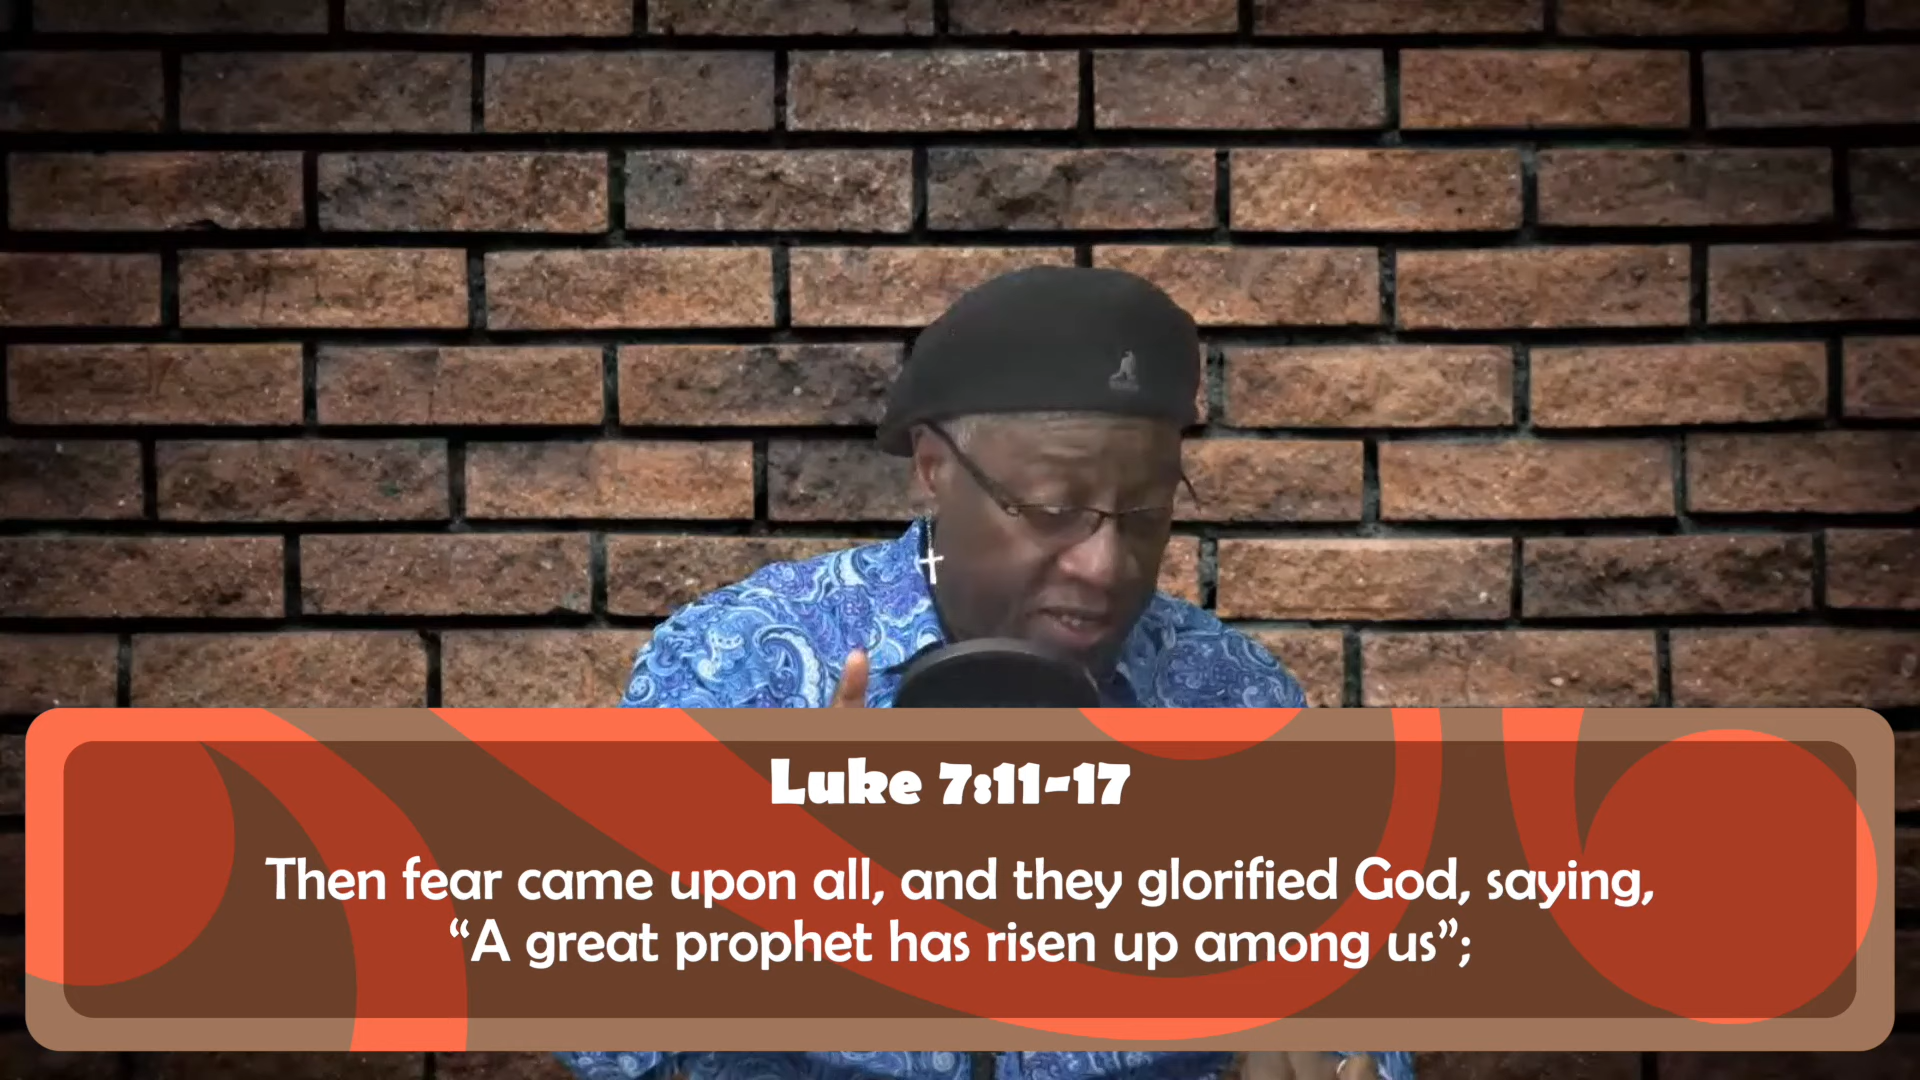 Luke 7:11-17
Then fear came upon all, and they glorified God, saying,
“A great prophet has risen up among us”;